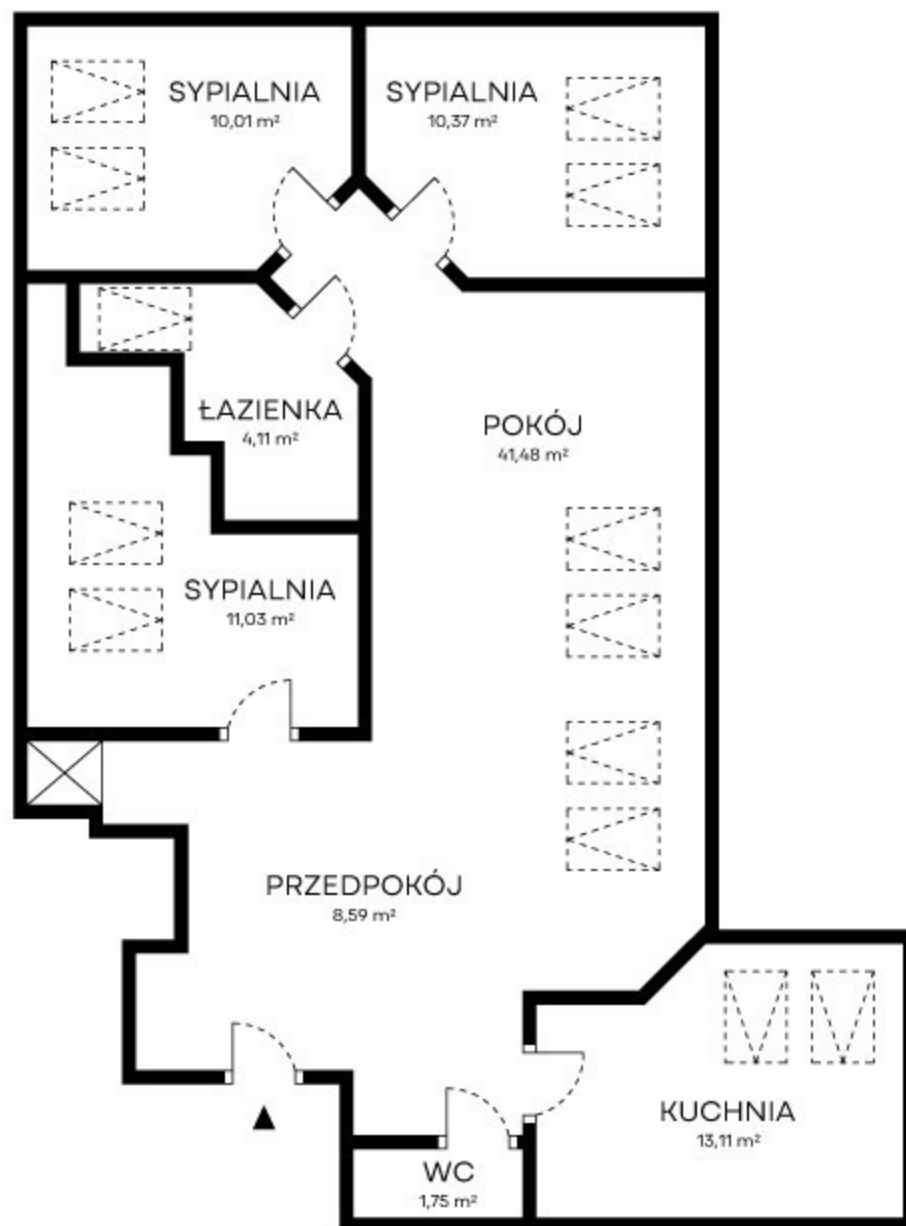 SYPIALNIA
10,01 m²
SYPIALNIA
10,37 m²
ŁAZIENKA
4,11 m²
POKÓJ
41,48 m²
SYPIALNIA
11,03 m²
PRZEDPOKÓJ
8,59 m²
KUCHNIA
13,11 m²
WC
1,75 m²